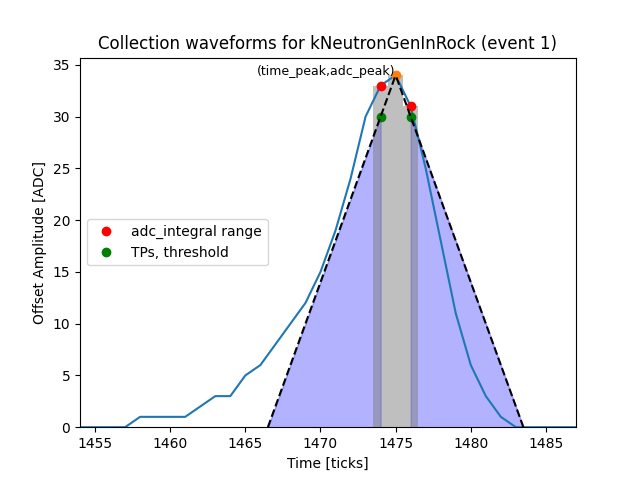 Collection waveforms for kNeutronGenInRock (event 1)
(time_peak,adc_peak)
35
30
25
20
15
10
5
0
Offset Amplitude [ADC]
adc_integral range
TPs, threshold
1455 1460 1465 1470 1475 1480 1485
Time [ticks]